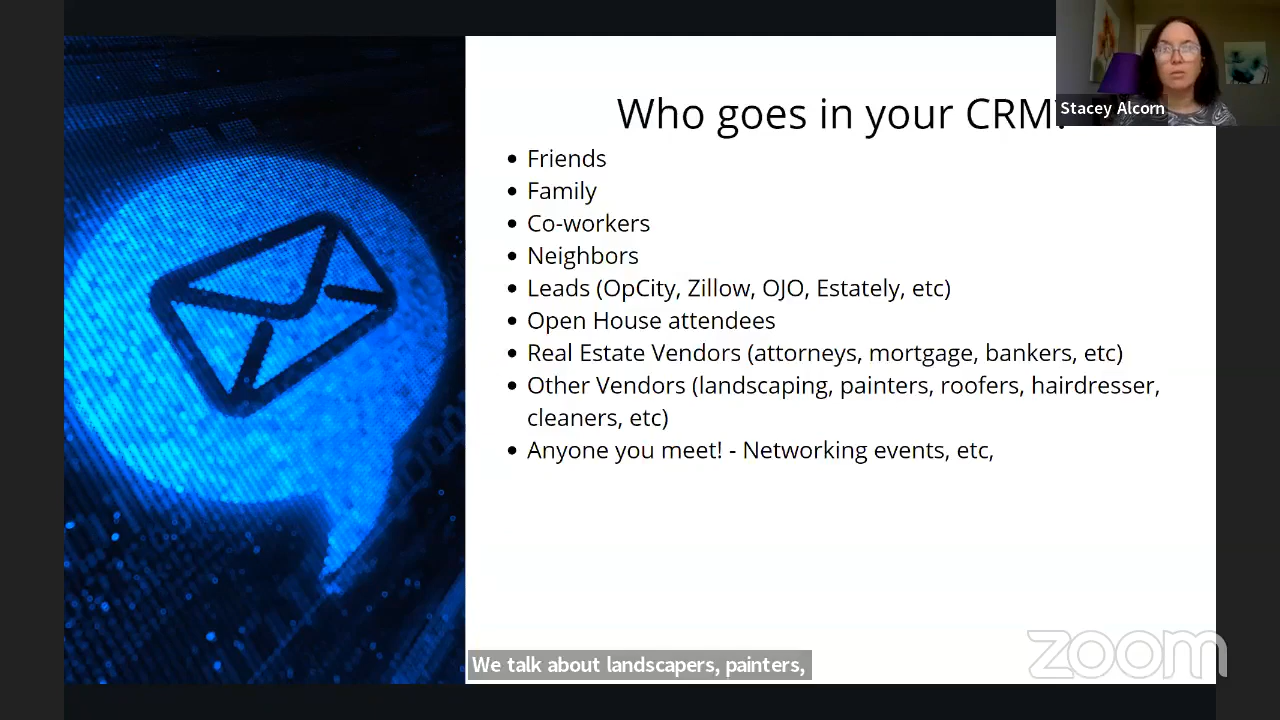 Who goes in your CRM
Stacey Alcorn
• Friends
• Family
• Co-workers
• Neighbors
• Leads (OpCity, Zillow, OJO, Estately, etc)
• Open House attendees
• Real Estate Vendors (attorneys, mortgage, bankers, etc)
• Other Vendors (landscaping, painters, roofers, hairdresser,
cleaners, etc)
• Anyone you meet! - Networking events, etc,
We talk about landscapers, painters,
zoom